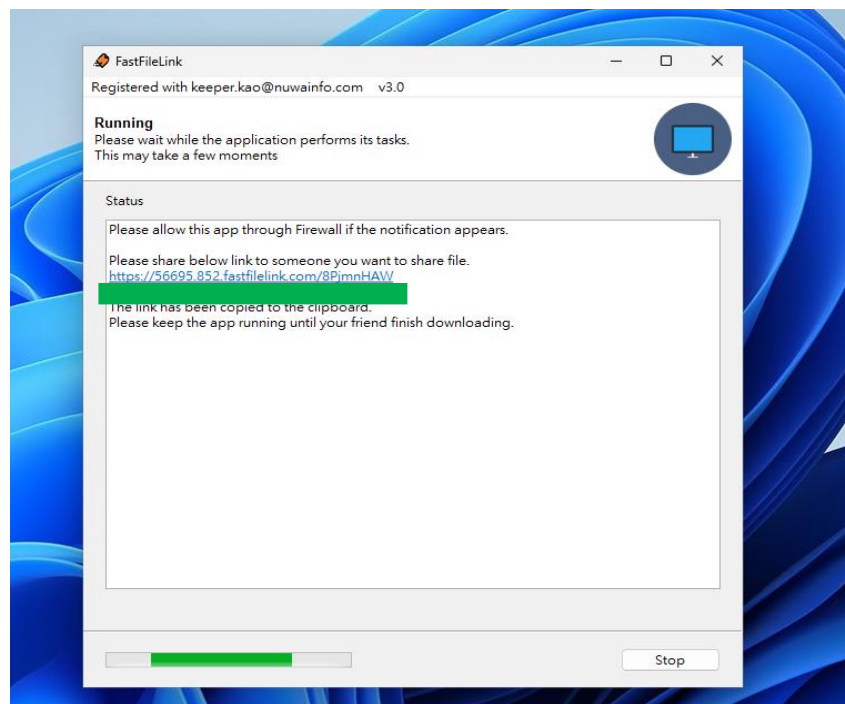 FastFileLink
Registered with keeper.kao@nuwainfo.com v3.0
Running
Please wait while the application performs its tasks.
This may take a few moments
Status
Please allow this app through Firewall if the notification appears.
Please share below link to someone you want to share file.
https://56695.852.fastfilelink.com/8PjmnHAW
The link has been copied to the clipboard.
Please keep the app running until your friend finish downloading.
Stop